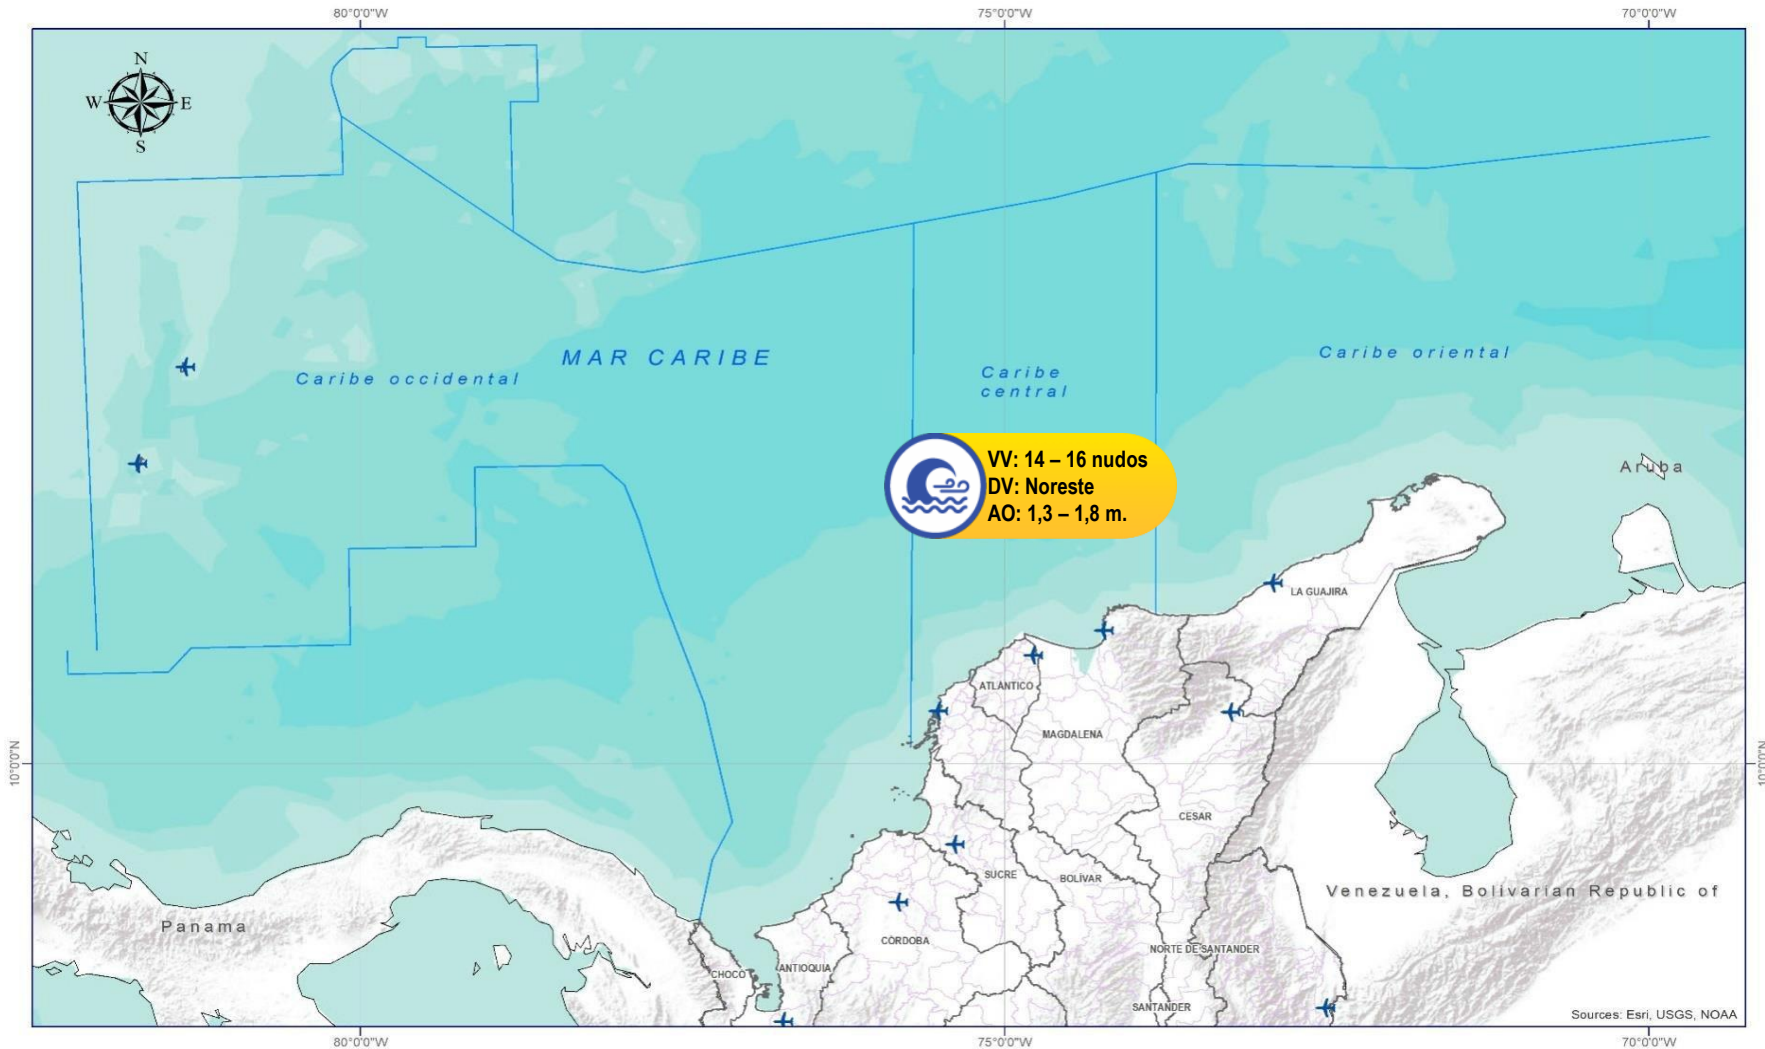 80°0'0"W
75°0'0"W
70°0'0"W
N
W
E
S
MAR CARIBE
Caribe oriental
Caribe occidental
Caribe
central
VV: 14 – 16 nudos
DV: Noreste
AO: 1,3 – 1,8 m.
Aruba
LA GUAJIRA
ATLÁNTICO
MAGDALENA
10°0'0"N
10°0'0"N
CESAR
SUCRE
BOLÍVAR
Venezuela, Bolivarian Republic of
Panama
CÓRDOBA
NORTE DE SANTANDER
CHOCO
ANTIOQUIA
SANTANDER
Sources: Esri, USGS, NOAA
80°0'0"W
75°0'0"W
70°0'0"W